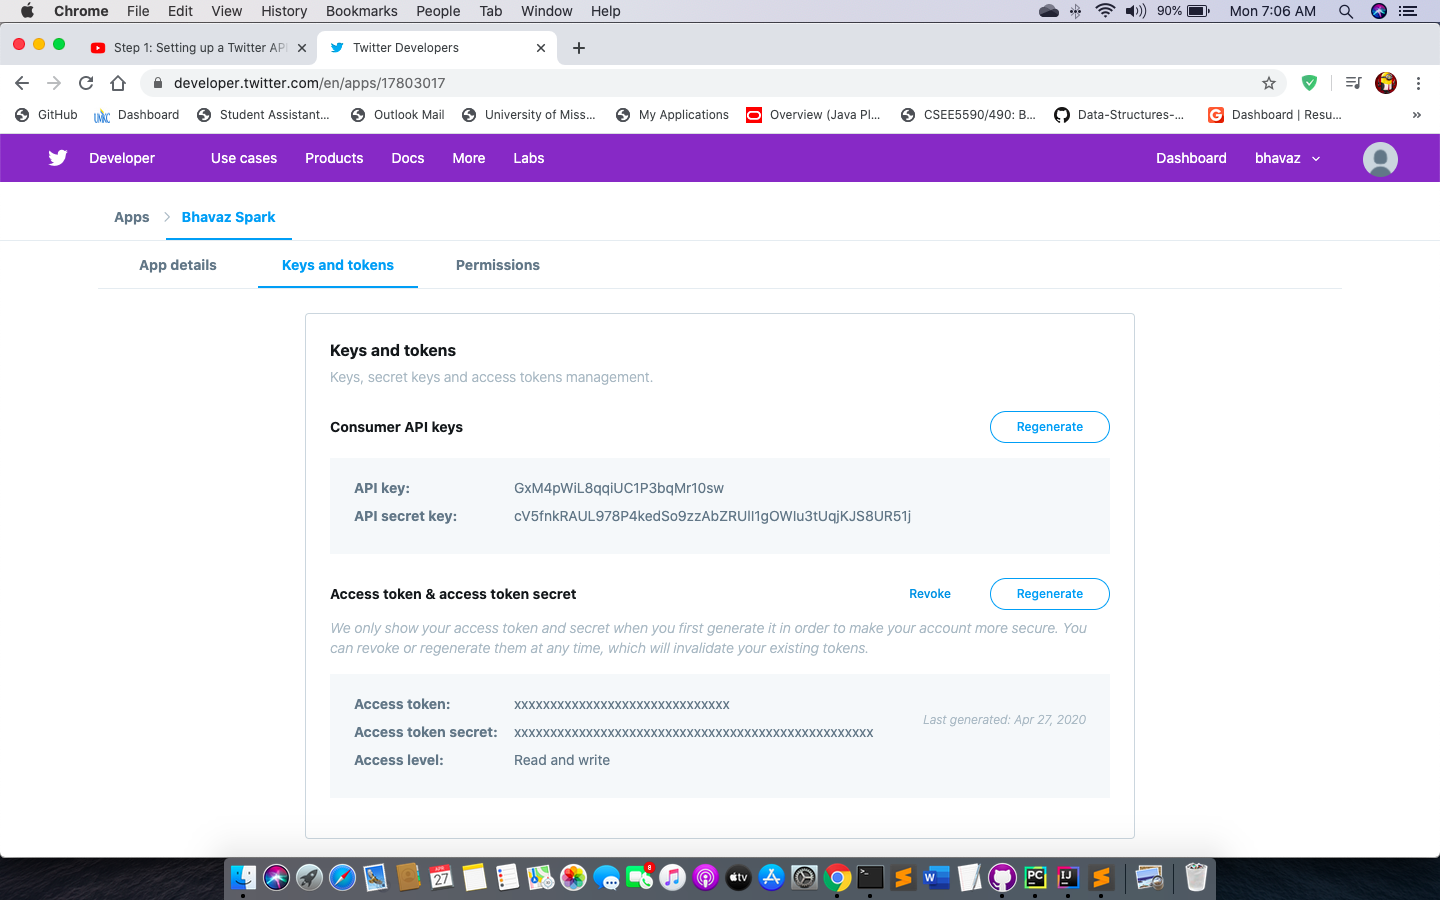 Chrome File Edit View History Bookmarks People Tab Window Help 90% Mon 7:06 AM
Step 1: Setting up a Twitter API Twitter Developers
developer.twitter.com/en/apps/17803017
GitHub Dashboard Student Assistant... Outlook Mail University of Miss... My Applications Overview (Java Pl... CSEE5590/490: B... Data-Structures-... Dashboard | Resu... »
Developer Use cases Products Docs More Labs Dashboard bhavaz
Apps Bhavaz Spark
App details Keys and tokens Permissions
Keys and tokens
Keys, secret keys and access tokens management.
Consumer API keys Regenerate
API key: GxM4pWiL8qqiUC1P3bqMr10sw
API secret key: cV5fnkRAUL978P4kedSo9zzAbZRUll1gOWlu3tUqjKJS8UR51j
Access token & access token secret Revoke Regenerate
We only show your access token and secret when you first generate it in order to make your account more secure. You
can revoke or regenerate them at any time, which will invalidate your existing tokens.
Access token: xxxxxxxxxxxxxxxxxxxxxxxxxxxxxx
Last generated: Apr 27, 2020
Access token secret: xxxxxxxxxxxxxxxxxxxxxxxxxxxxxxxxxxxxxxxxxxxxxxxxxx
Access level: Read and write